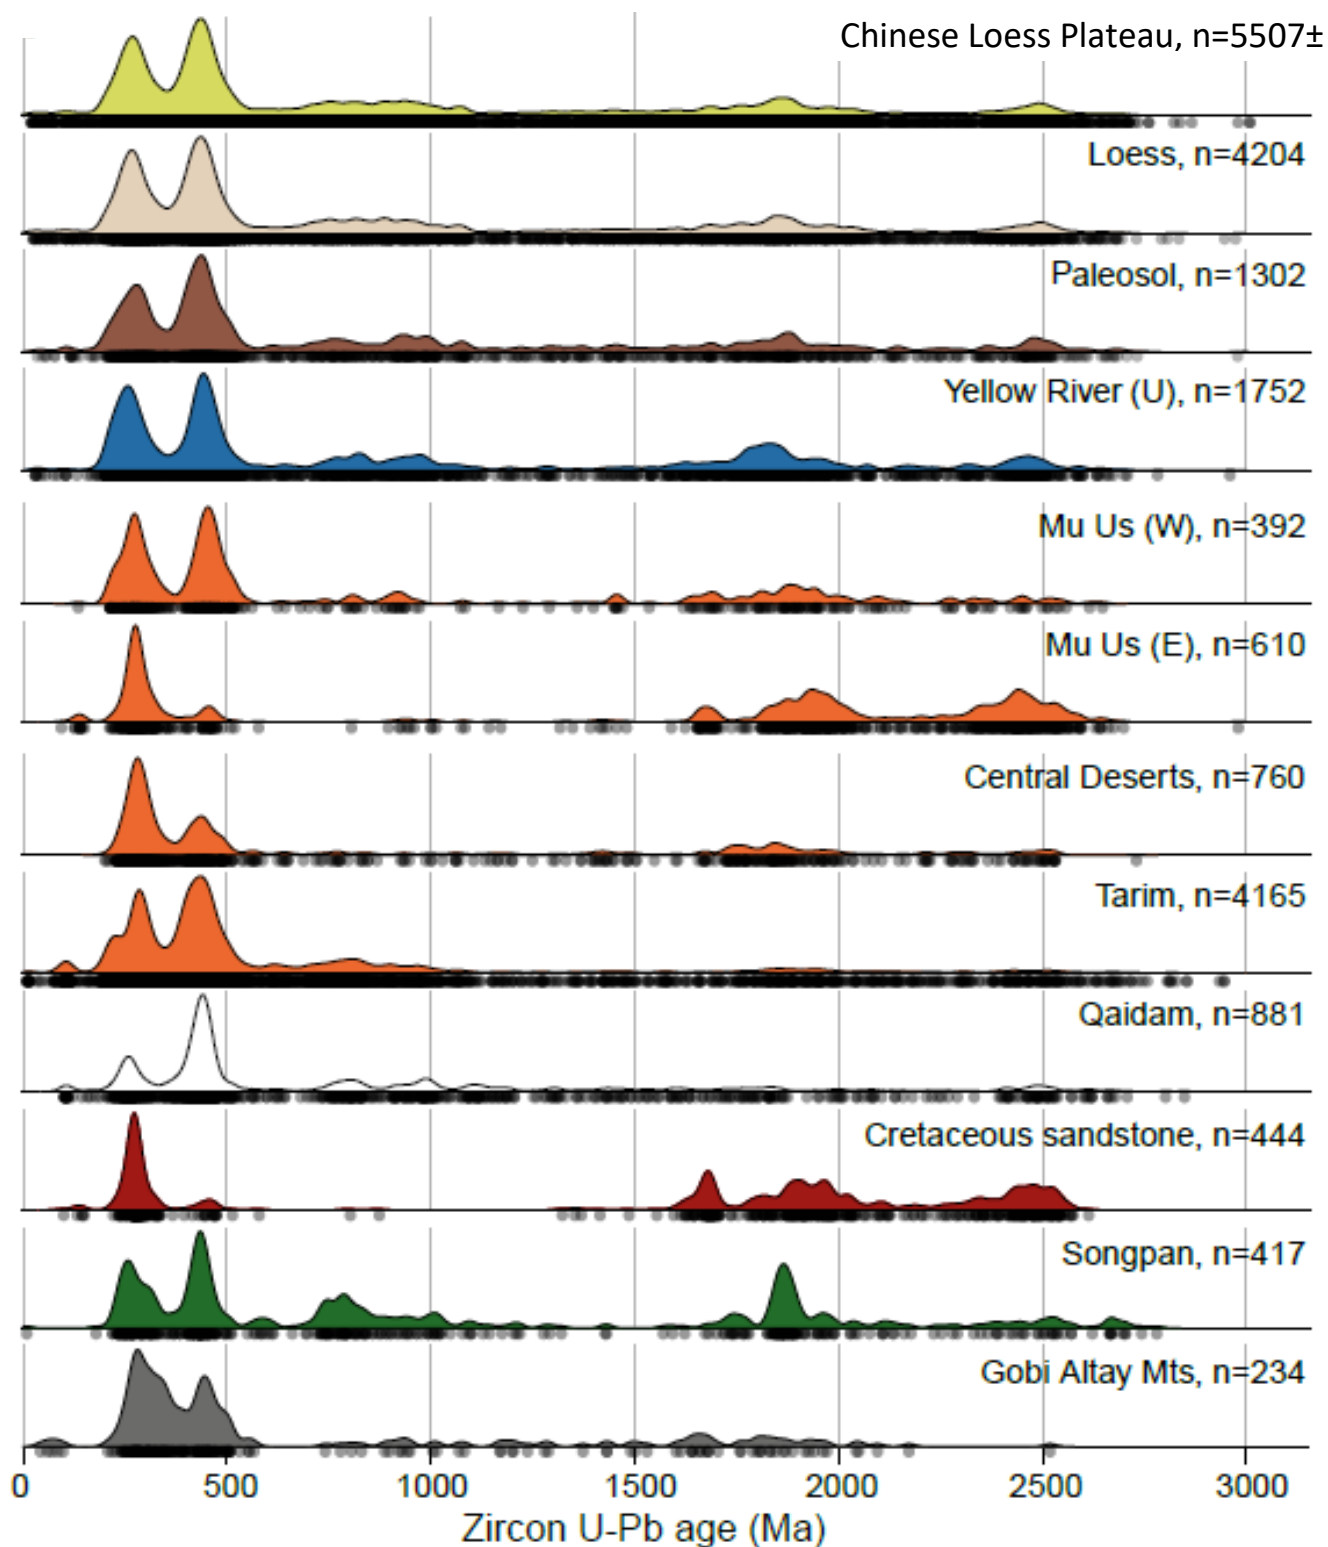 Chinese Loess Plateau, n=5507±
Loess, n=4204
Paleosol, n=1302
Yellow River (U), n=1752
Mu Us (W), n=392
Mu Us (E), n=610
Central Deserts, n=760
Tarim, n=4165
Qaidam, n=881
Cretaceous sandstone, n=444
Songpan, n=417
Gobi Altay Mts, n=234
0 500 1000 1500 2000 2500 3000
Zircon U-Pb age (Ma)